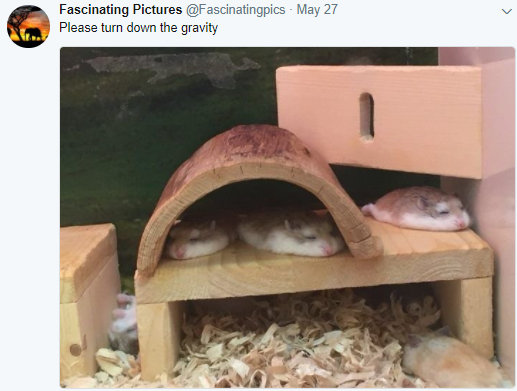 Fascinating Pictures @Fascinatingpics · May 27
Please turn down the gravity